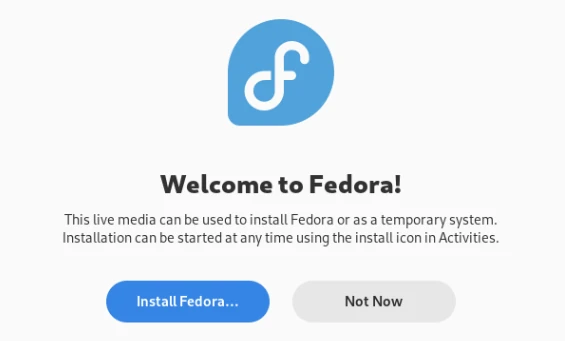 Welcome to Fedora!
This live media can be used to install Fedora or as a temporary system.
Installation can be started at any time using the install icon in Activities.
Install Fedora...
Not Now